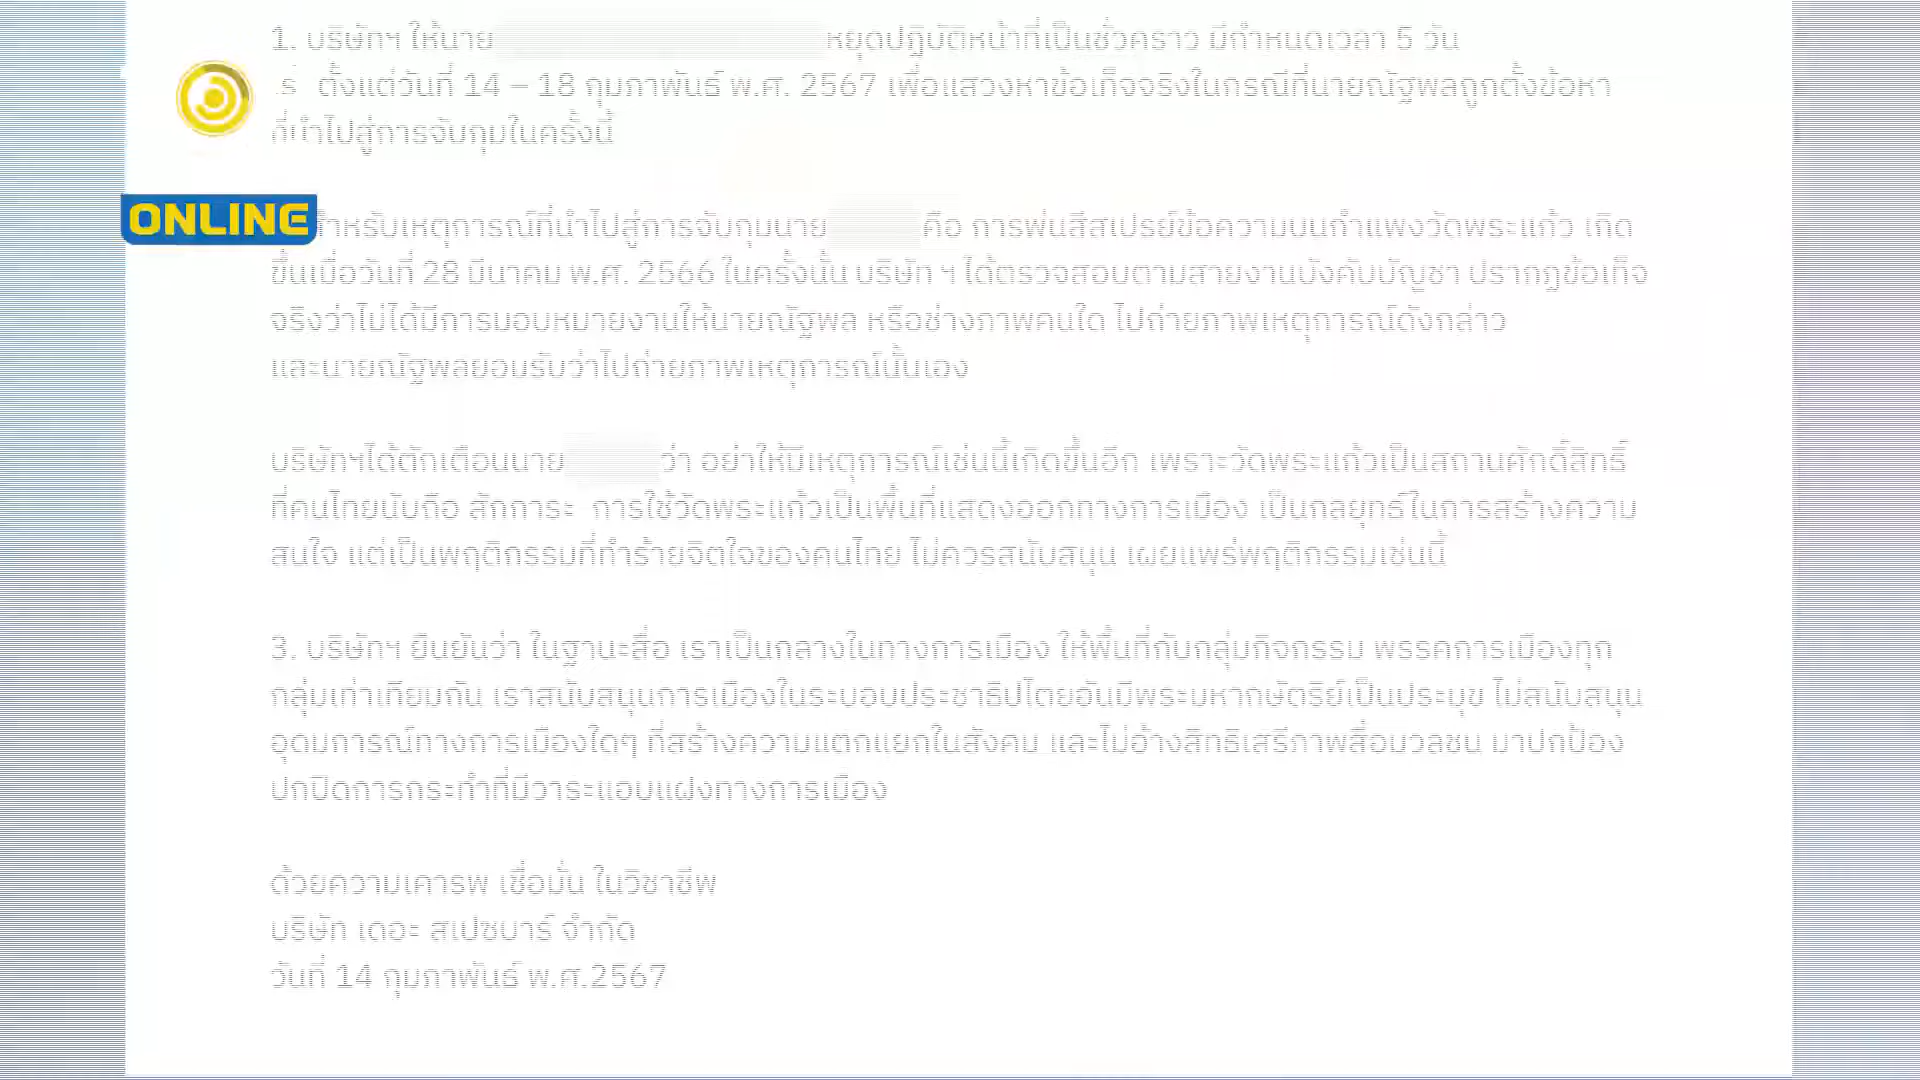 1. บริษัทฯ ให้นาย หยุดปฏิบัติหน้าที่เป็นชั่วคราว มีกำหนดเวลา 5 วัน
ตั้งแต่วันที่ 14 – 18 กุมภาพันธ์ พ.ศ. 2567 เพื่อแสวงหาข้อเท็จจริงในกรณีที่นายณัฐพลถูกตั้งข้อหา
ที่นำไปสู่การจับกุมในครั้งนี้
ONLINE
สำหรับเหตุการณ์ที่นำไปสู่การจับกุมนาย คือ การพ่นสีสเปรย์ข้อความบนกำแพงวัดพระแก้ว เกิด
ขึ้นเมื่อวันที่ 28 มีนาคม พ.ศ. 2566 ในครั้งนั้น บริษัท ฯ ได้ตรวจสอบตามสายงานบังคับบัญชา ปรากฏข้อเท็จ
จริงว่าไม่ได้มีการมอบหมายงานให้นายณัฐพล หรือช่างภาพคนใด ไปถ่ายภาพเหตุการณ์ดังกล่าว
และนายณัฐพลยอมรับว่าไปถ่ายภาพเหตุการณ์นั้นเอง
บริษัทฯได้ตักเตือนนาย ว่า อย่าให้มีเหตุการณ์เช่นนี้เกิดขึ้นอีก เพราะวัดพระแก้วเป็นสถานศักดิ์สิทธิ์
ที่คนไทยนับถือ สักการะ การใช้วัดพระแก้วเป็นพื้นที่แสดงออกทางการเมือง เป็นกลยุทธ์ในการสร้างความ
สนใจ แต่เป็นพฤติกรรมที่ทำร้ายจิตใจของคนไทย ไม่ควรสนับสนุน เผยแพร่พฤติกรรมเช่นนี้
3. บริษัทฯ ยืนยันว่า ในฐานะสื่อ เราเป็นกลางในทางการเมือง ให้พื้นที่กับกลุ่มกิจกรรม พรรคการเมืองทุก
กลุ่มเท่าเทียมกัน เราสนับสนุนการเมืองในระบอบประชาธิปไตยอันมีพระมหากษัตริย์เป็นประมุข ไม่สนับสนุน
อุดมการณ์ทางการเมืองใดๆ ที่สร้างความแตกแยกในสังคม และไม่อ้างสิทธิเสรีภาพสื่อมวลชน มาปกป้อง
ปกปิดการกระทำที่มีวาระแอบแฝงทางการเมือง
ด้วยความเคารพ เชื่อมั่น ในวิชาชีพ
บริษัท เดอะ สเปซบาร์ จำกัด
วันที่ 14 กุมภาพันธ์ พ.ศ.2567